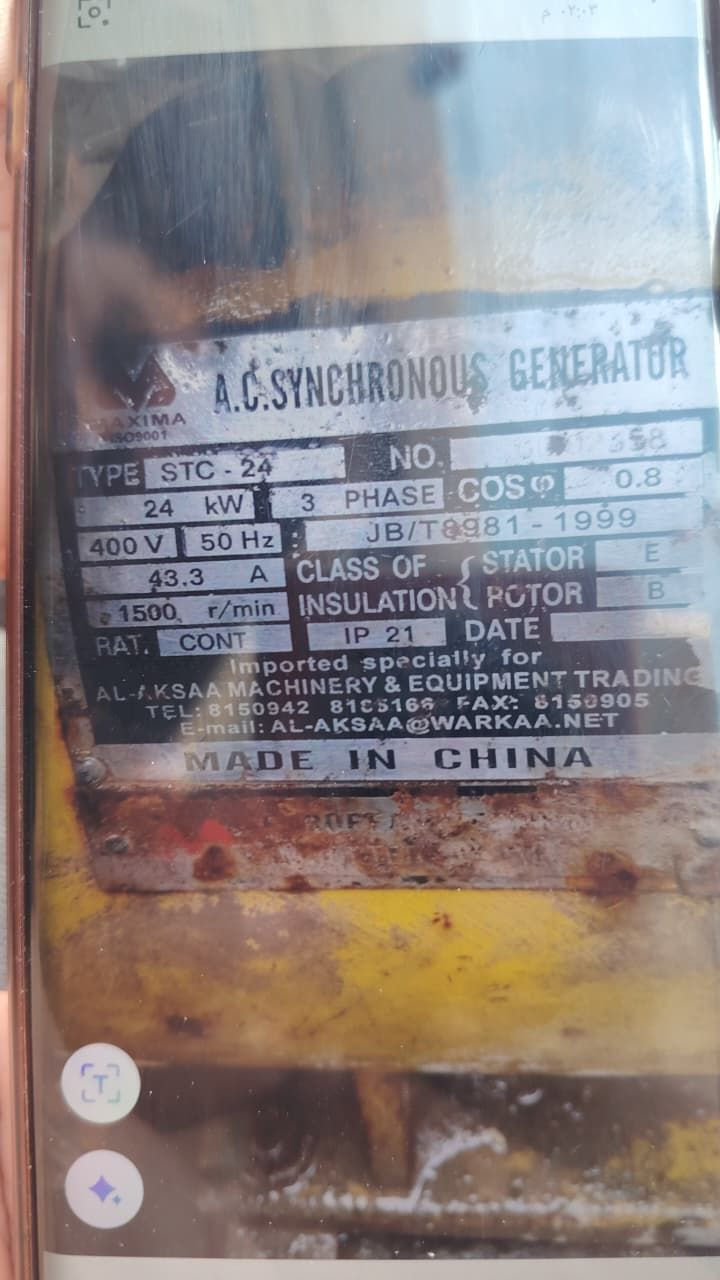 ٠٢:٠٣ م
A.C.SYNCHRONOUS GENERATOR
MAXIMA
ISO9001
TYPE STC - 24 NO.
24 kW 3 PHASE COSφ 0.8
400 V 50 Hz JB/T8981 - 1999
43.3 A CLASS OF INSULATION STATOR E
1500 r/min ROTOR B
RAT. CONT IP 21 DATE
Imported specially for
AL-AKSAA MACHINERY & EQUIPMENT TRADING
TEL: 8150942 FAX:
E-mail: AL-AKSAA@WARKAA.NET
MADE IN CHINA
T